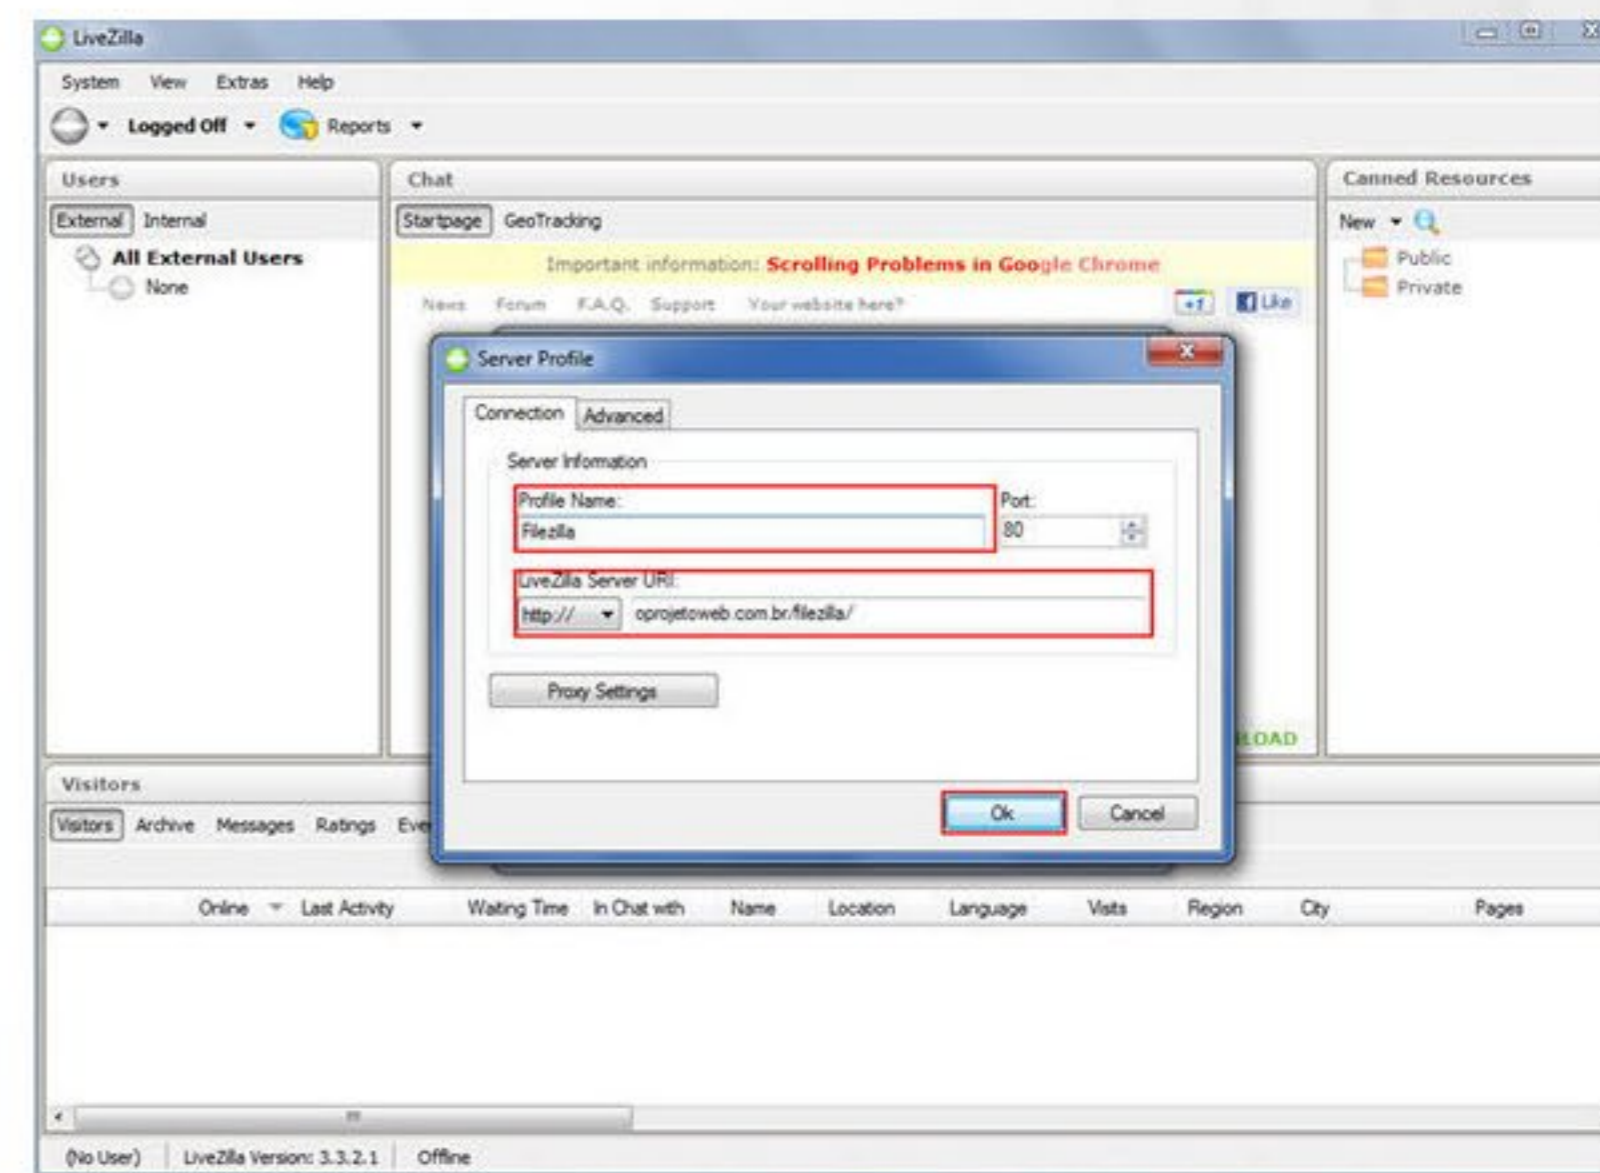 LiveZilla
System View Extras Help
Logged Off Reports
Users
External Internal
All External Users
None
Chat
Startpage GeoTracking
Important information: Scrolling Problems in Google Chrome
News Forum F.A.Q. Support Your website here?
+1 Like
Canned Resources
New
Public
Private
Server Profile
Connection Advanced
Server Information
Profile Name: Port:
Filezilla 80
LiveZilla Server URI:
http:// oprojetoweb.com.br/filezilla/
Proxy Settings
Ok Cancel
Visitors
Visitors Archive Messages Ratings
Online Last Activity Waiting Time In Chat with Name Location Language Visits Region City Pages
(No User) LiveZilla Version: 3.3.2.1 Offline